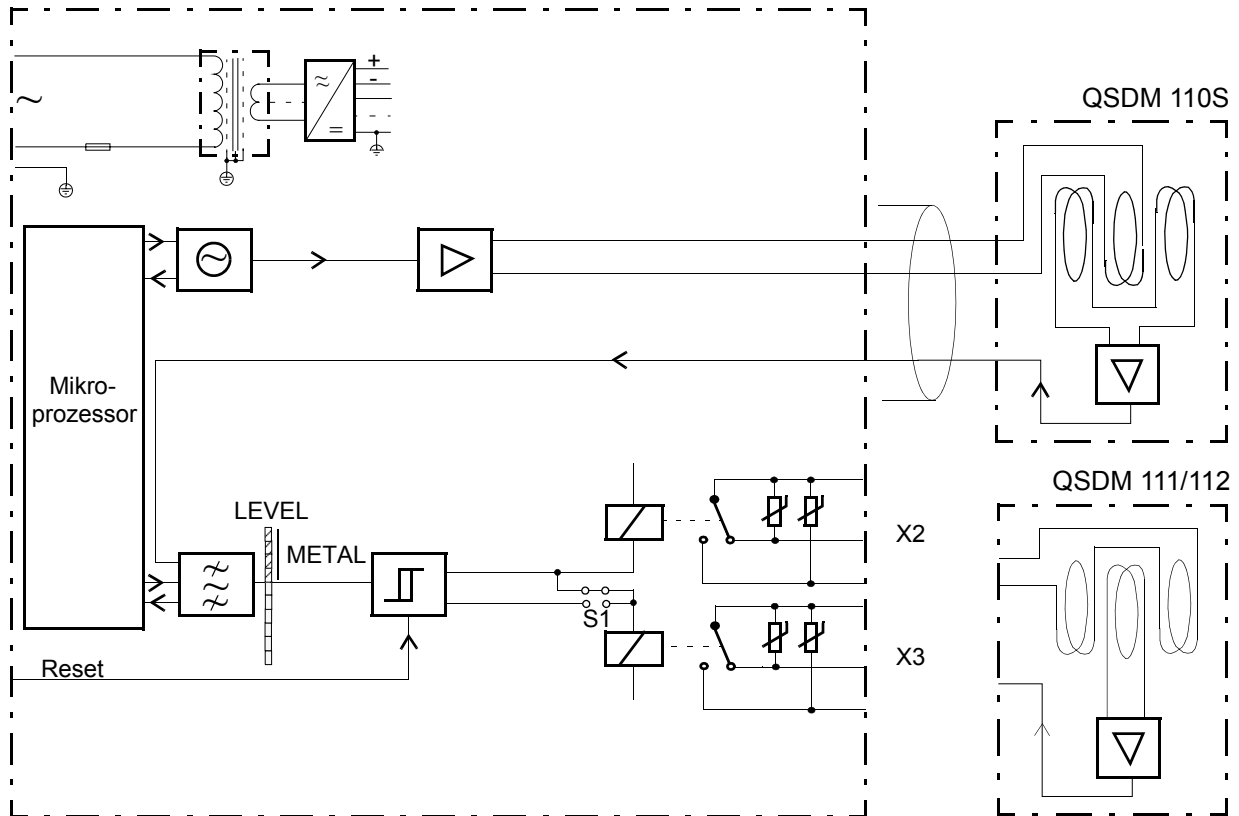 +
-
QSDM 110S
Mikro-
prozessor
QSDM 111/112
LEVEL
METAL
X2
S1
X3
Reset